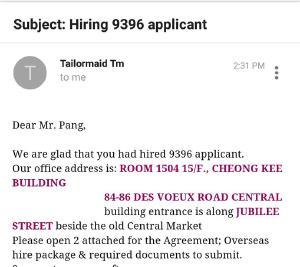 Subject: Hiring 9396 applicant
T
Tailormaid Tm
2:31 PM
to me
Dear Mr. Pang,
We are glad that you had hired 9396 applicant.
Our office address is: ROOM 1504 15/F., CHEONG KEE
BUILDING
84-86 DES VOEUX ROAD CENTRAL
building entrance is along JUBILEE
STREET beside the old Central Market
Please open 2 attached for the Agreement; Overseas
hire package & required documents to submit.